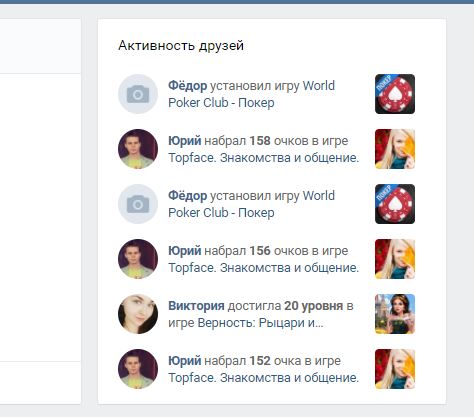 Активность друзей
Фёдор установил игру World
Poker Club - Покер
ПОКЕР
Юрий набрал 158 очков в игре
Topface. Знакомства и общение.
Фёдор установил игру World
Poker Club - Покер
ПОКЕР
Юрий набрал 156 очков в игре
Topface. Знакомства и общение.
Виктория достигла 20 уровня в
игре Верность: Рыцари и...
Юрий набрал 152 очка в игре
Topface. Знакомства и общение.